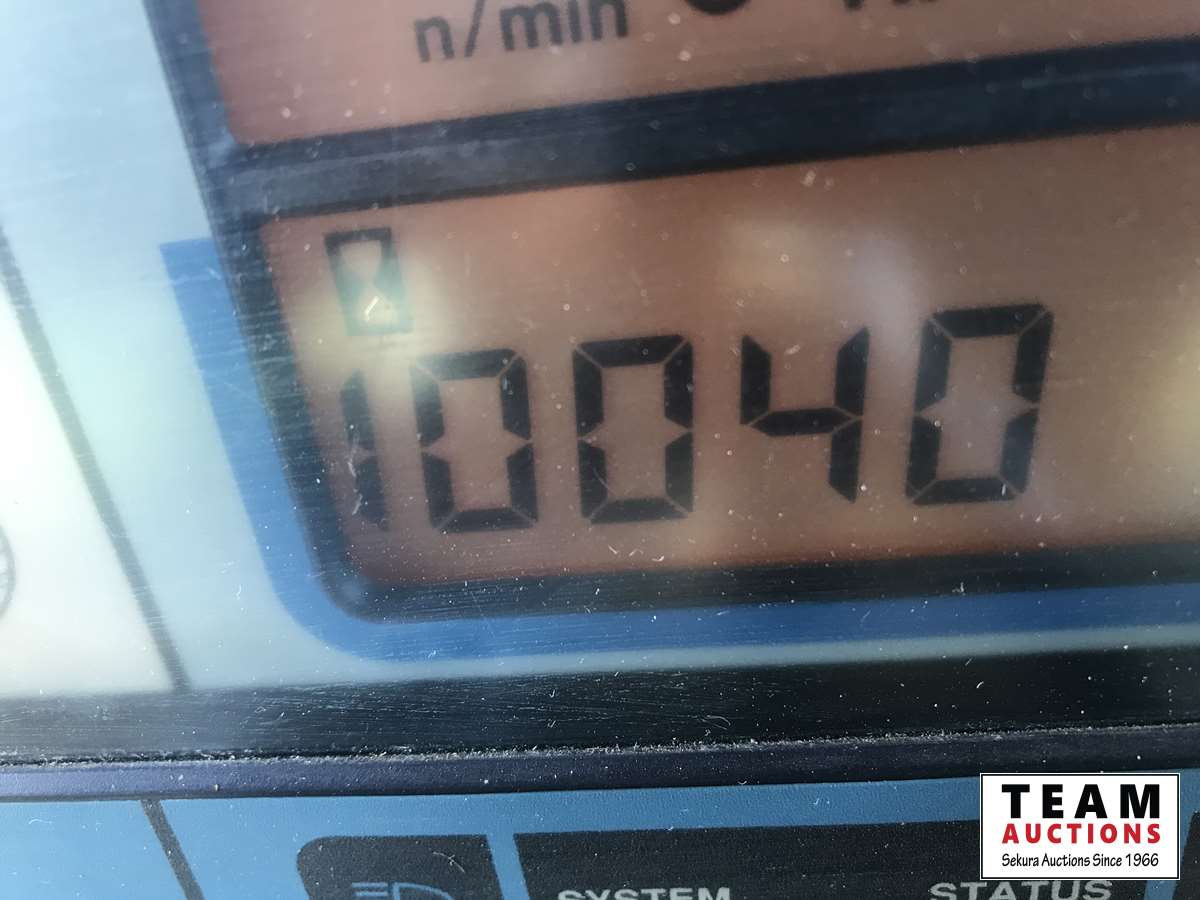 n/min
10040
TEAM
AUCTIONS
Sekura Auctions Since 1966
SYSTEM
STATUS